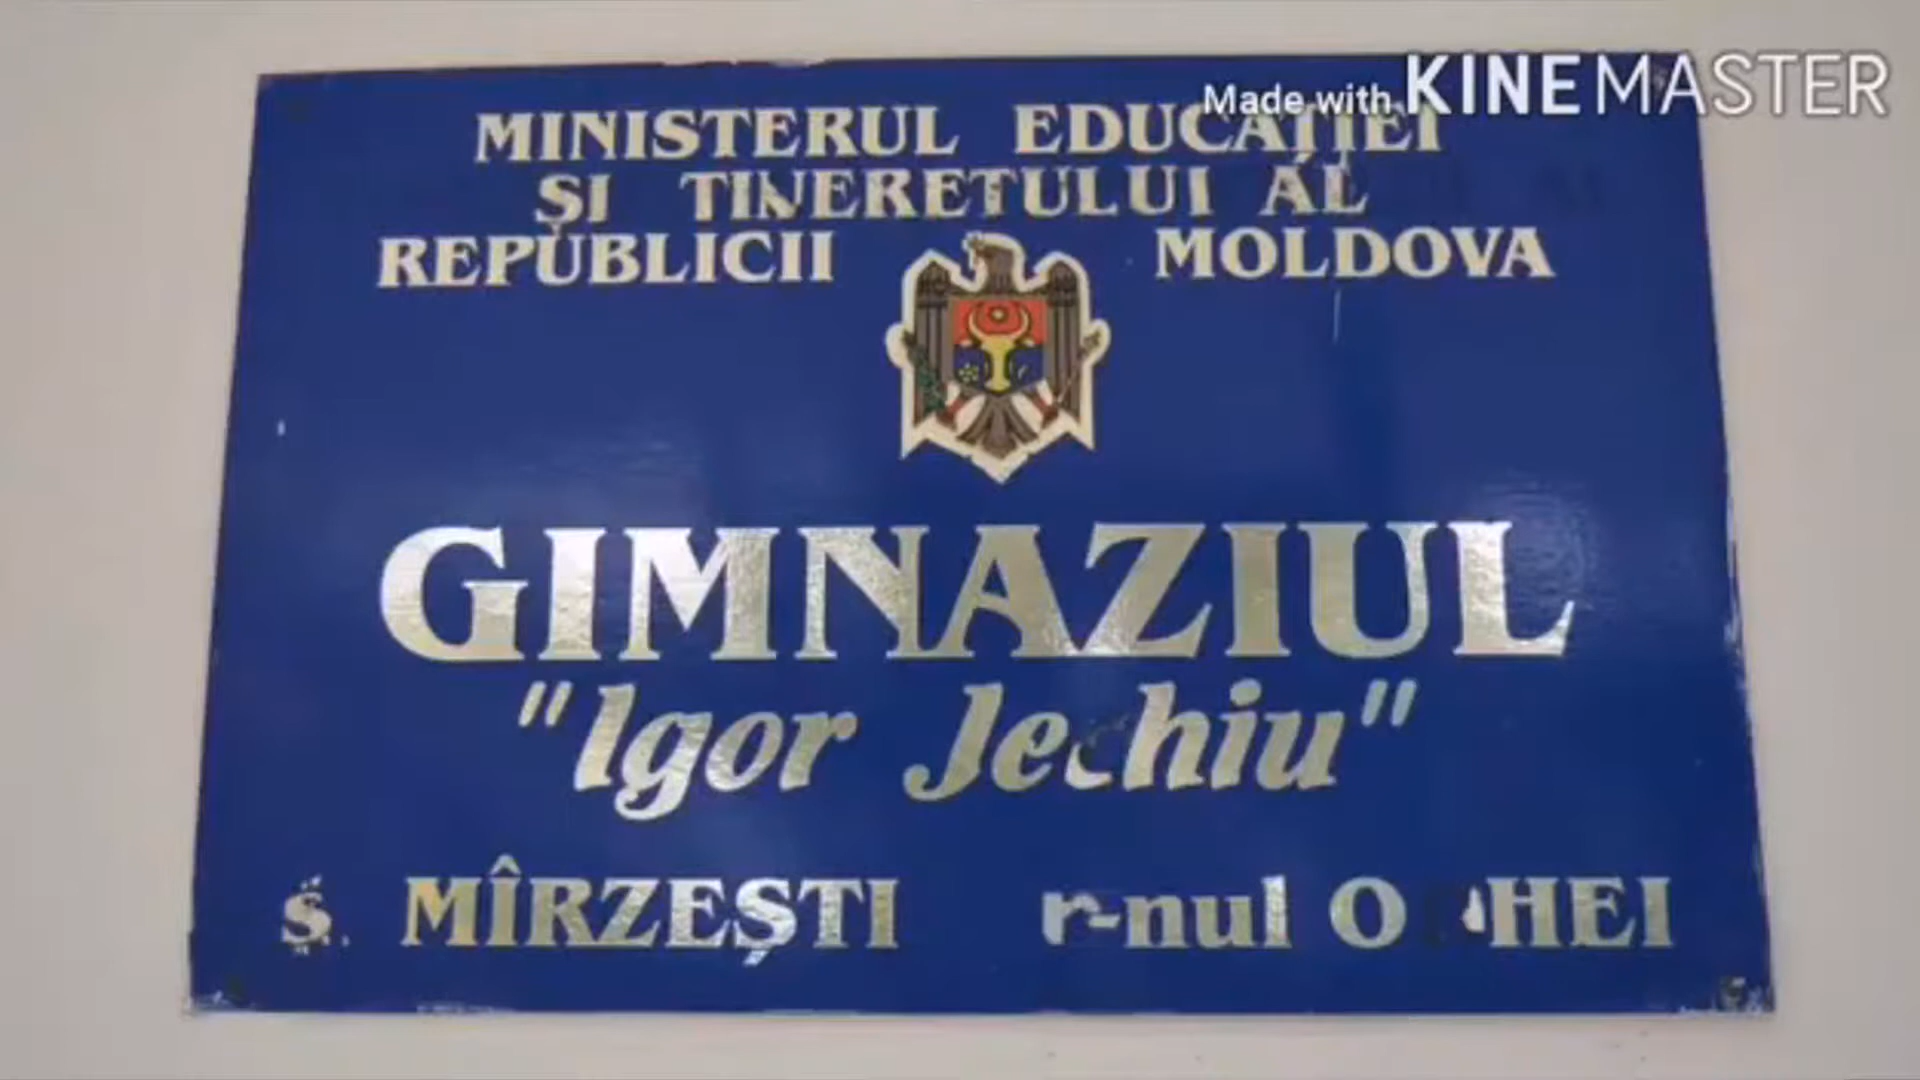 Made with KINEMASTER
MINISTERUL EDUCAȚIEI
ȘI TINERETULUI AL
REPUBLICII MOLDOVA
GIMNAZIUL
"Igor Jechiu"
S. MÎRZEȘTI r-nul ORHEI